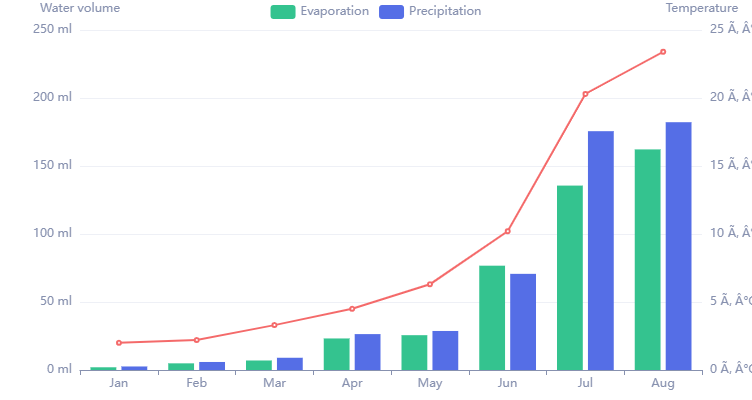 Water volume
Evaporation
Precipitation
Temperature
250 ml
200 ml
150 ml
100 ml
50 ml
0 ml
25 Ã, Â°
20 Ã, Â°
15 Ã, Â°
10 Ã, Â°
5 Ã, Â°C
0 Ã, Â°C
Jan
Feb
Mar
Apr
May
Jun
Jul
Aug